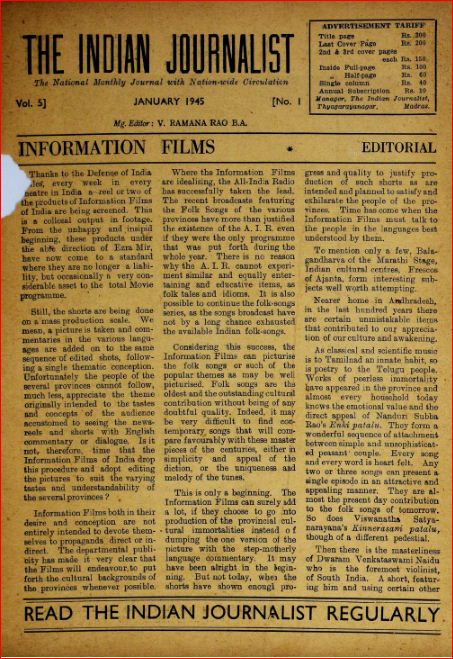 THE INDIAN JOURNALIST
The National Monthly Journal with Nation-wide Circulation
ADVERTISEMENT TARIFF
Title page Rs. 300
Last Cover Page Rs. 200
2nd & 3rd cover pages
each Rs. 150
Inside Full-page Rs. 100
" Half-page Rs. 60
Single column Rs. 40
Annual Subscription Rs. 10
Manager, The Indian Journalist,
Thyagarayanagar, Madras.
Vol. 5] JANUARY 1945 [No. 1
Mg. Editor: V. RAMANA RAO B.A.
INFORMATION FILMS * EDITORIAL
Thanks to the Defense of India
every week in every
theatre in India a reel or two of
the products of Information Films
of India are being screened. This
is a collosal output in footage.
From the unhappy and insipid
beginning, these products under
the able direction of Ezra Mir,
have now come to a standard
where they are no longer a liabi-
lity, but occasionally a very con-
siderable asset to the total Movie
programme.
Still, the shorts are being done
on a mass production scale. We
mean, a picture is taken and com-
mentaries in the various langu-
ages are added on to the same
sequence of edited shots, follow-
ing a single thematic conception.
Unfortunately the people of the
several provinces cannot follow,
much less, appreciate the theme
originally intended to the tastes
and concepts of the audience
accustomed to seeing the news-
reels and shorts with English
commentary or dialogue. Is it
not, therefore, time that the
Information Films of India drop
this procedure and adopt editing
the pictures to suit the varying
tastes and understandability of
the several provinces ?
Information Films both in their
desire and conception are not
entirely intended to devote them-
selves to propaganda, direct or in-
direct. The departmental publi-
city has made it very clear that
the Films will endeavour to put
forth the cultural backgrounds of
the provinces whenever possible.
Where the Information Films
are idealising, the All-India Radio
has successfully taken the lead.
The recent broadcasts featuring
the Folk Songs of the various
provinces have more than justified
the existence of the A. I. R. even
if they were the only programme
that was put forth during the
whole year. There is no reason
why the A. I. R. cannot experi-
ment similar and equally enter-
taining and educative items, as
folk tales and idioms. It is also
possible to continue the folk-songs
series, as the songs broadcast have
not by a long chance exhausted
the available Indian folk-songs.
Considering this success, the
Information Films can picturise
the folk songs or such of the
popular themes as may be well
picturised. Folk songs are the
oldest and the outstanding cultural
contribution without being of any
doubtful quality. Indeed, it may
be very difficult to find con-
temporary songs that will com-
pare favourably with these master
pieces of the centuries, either in
simplicity and appeal of the
diction, or the uniqueness and
melody of the tunes.
This is only a beginning. The
Information Films can surely add
a lot, if they choose to go into
production of the provincial cul-
tural immortalities instead of
dumping the one version of the
picture with the step-motherly
language commentary. It may
have been alright in the begin-
ning. But not today, when the
shorts have shown enough pro-
gress and quality to justify pro-
duction of such shorts as are
intended and planned to satisfy and
exhilarate the people of the pro-
vinces. Time has come when the
Information Films must talk to
the people in the languages best
understood by them.
To mention only a few, Bala-
gandharva of the Marathi Stage,
Indian cultural centres, Frescos
of Ajanta, form interesting sub-
jects well worth attempting.
Nearer home in Andhradesh,
in the last hundred years there
are certain unmistakable items
that contributed to our apprecia-
tion of our culture and awakening.
As classical and scientific music
is to Tamilnad an innate habit, so
is poetry to the Telugu people.
Works of peerless immortality
have appeared in the province and
almost every household today
knows the emotional value and the
direct appeal of Nanduri Subba
Rao's Enki patalu. They form a
wonderful sequence of attachment
between simple and unsophisticat-
ed peasant couple. Every song
and every word is heart felt. Any
two or three songs can present a
single episode in an attractive and
appealing manner. They are al-
most the present day contribution
to the folk songs of tomorrow.
So does Viswanatha Satya-
narayana's Kinnerasani patalu,
though of a different pedestial.
Then there is the masterliness
of Dwaram Venkataswami Naidu
who is the foremost violinist,
of South India. A short, featur-
ing him and using certain other
READ THE INDIAN JOURNALIST REGULARLY